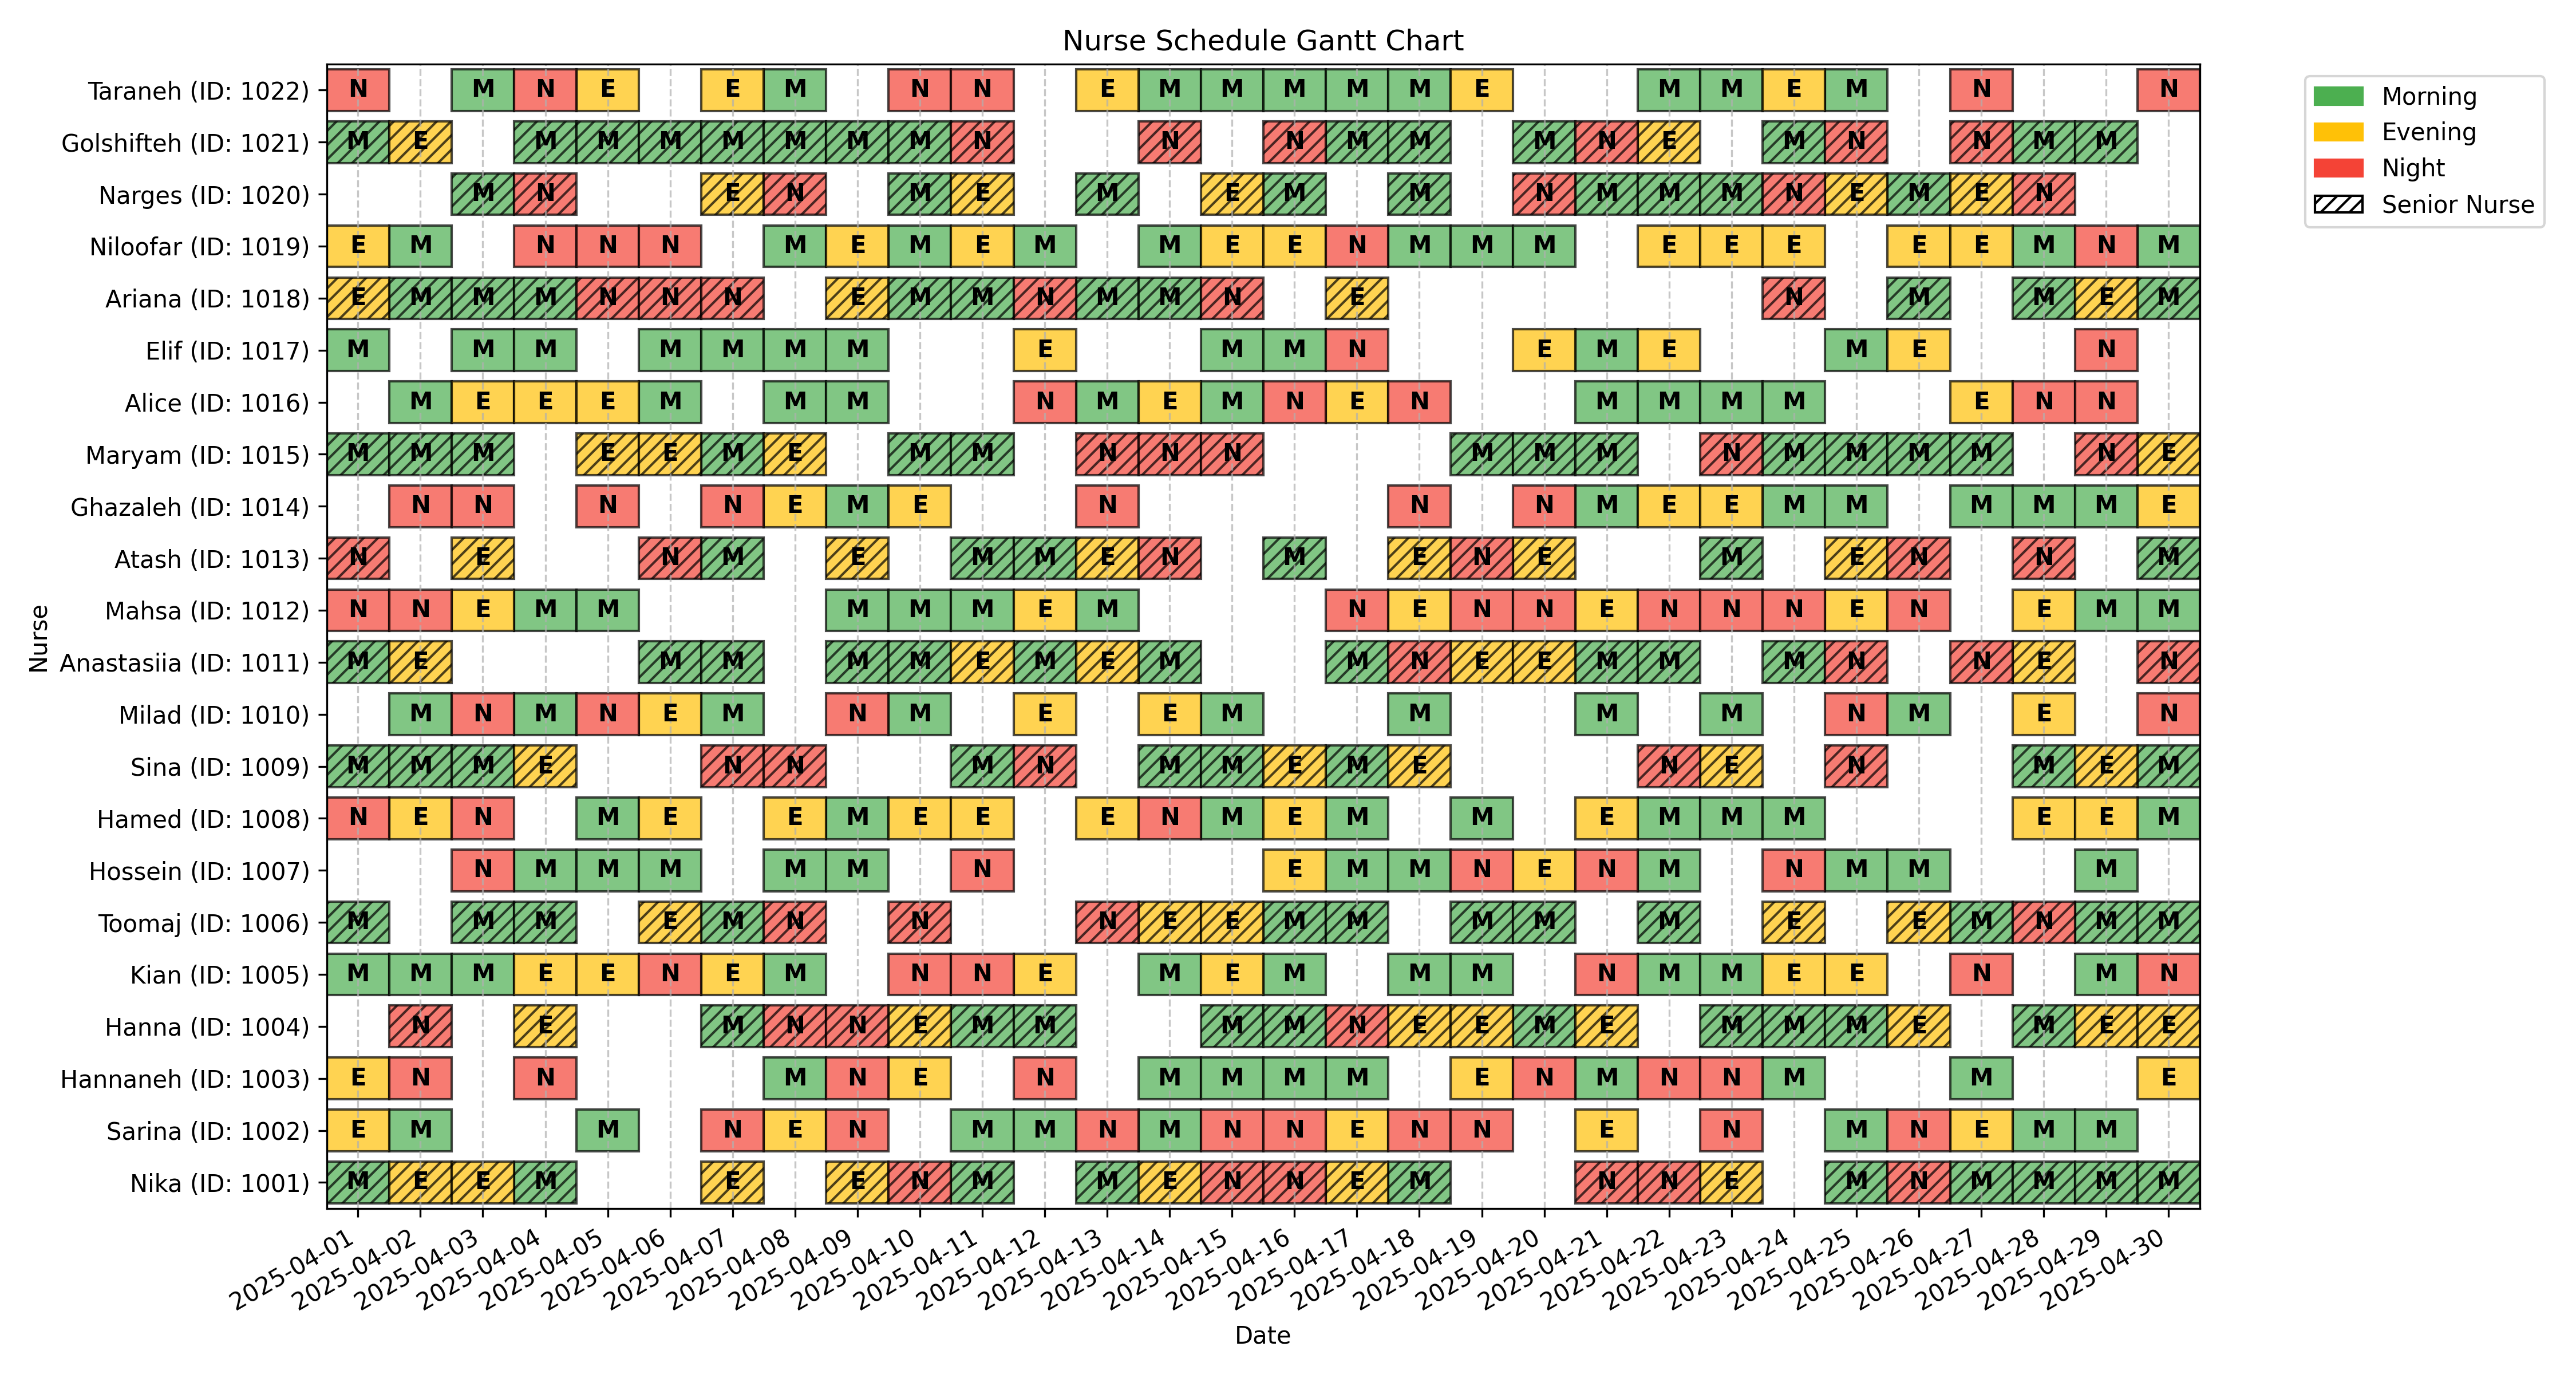 Nurse Schedule Gantt Chart
Taraneh (ID: 1022) N M N E E M N N E M M M M M E M M E M N N
Golshifteh (ID: 1021) M E M M M M M M M N N N M M M N E M N N M M
Narges (ID: 1020) M N E N M E M E M M N M M M N E M E N
Niloofar (ID: 1019) E M N N N M E M E M M E E N M M M E E E E E M N M
Ariana (ID: 1018) E M M M N N N E M M N M M N E N M M E M
Elif (ID: 1017) M M M M M M M E M M N E M E M E N
Alice (ID: 1016) M E E E M M M N M E M N E N M M M M E N N
Maryam (ID: 1015) M M M E E M E M M N N N M M M N M M M M N E
Ghazaleh (ID: 1014) N N N N E M E N N N M E E M M M M M E
Atash (ID: 1013) N E N M E M M E N M E N E M E N N M
Mahsa (ID: 1012) N N E M M M M M E M N E N N E N N N E N E M M
Anastasiia (ID: 1011) M E M M M M E M E M M N E E M M M N N E N
Milad (ID: 1010) M N M N E M N M E E M M M M N M E N
Sina (ID: 1009) M M M E N N M N M M E M E N E N M E M
Hamed (ID: 1008) N E N M E E M E E E N M E M M E M M M E E M
Hossein (ID: 1007) N M M M M M N E M M N E N M N M M M
Toomaj (ID: 1006) M M M E M N N N E E M M M M M E E M N M M
Kian (ID: 1005) M M M E E N E M N N E M E M M M N M M E E N M N
Hanna (ID: 1004) N E M N N E M M M M N E E M E M M M E M E E
Hannaneh (ID: 1003) E N N M N E N M M M M E N M N N M M E
Sarina (ID: 1002) E M M N E N M M N M N N E N N E N M N E M M
Nika (ID: 1001) M E E M E E N M M E N N E M N N E M N M M M M
Nurse
2025-04-01
2025-04-02
2025-04-03
2025-04-04
2025-04-05
2025-04-06
2025-04-07
2025-04-08
2025-04-09
2025-04-10
2025-04-11
2025-04-12
2025-04-13
2025-04-14
2025-04-15
2025-04-16
2025-04-17
2025-04-18
2025-04-19
2025-04-20
2025-04-21
2025-04-22
2025-04-23
2025-04-24
2025-04-25
2025-04-26
2025-04-27
2025-04-28
2025-04-29
2025-04-30
Date
Morning
Evening
Night
Senior Nurse